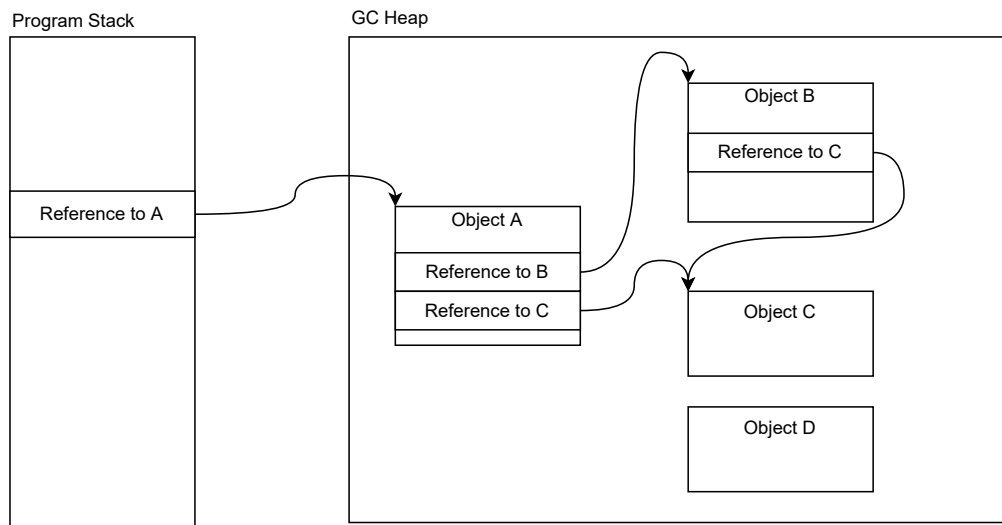 Program Stack
GC Heap
Reference to A
Object A
Reference to B
Reference to C
Object B
Reference to C
Object C
Object D